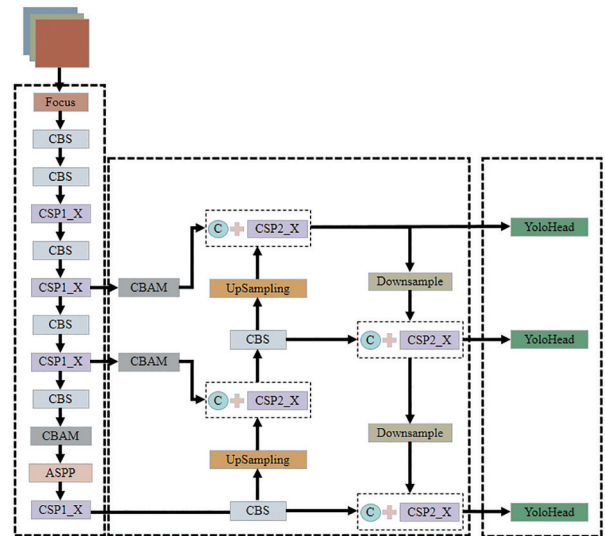 Focus
CBS
CBS
CSP1_X
CBS
CSP1_X
CBS
CSP1_X
CBS
CBAM
ASPP
CSP1_X
CBAM
CBAM
C + CSP2_X
UpSampling
CBS
C + CSP2_X
UpSampling
CBS
Downsample
C + CSP2_X
Downsample
C + CSP2_X
YoloHead
YoloHead
YoloHead